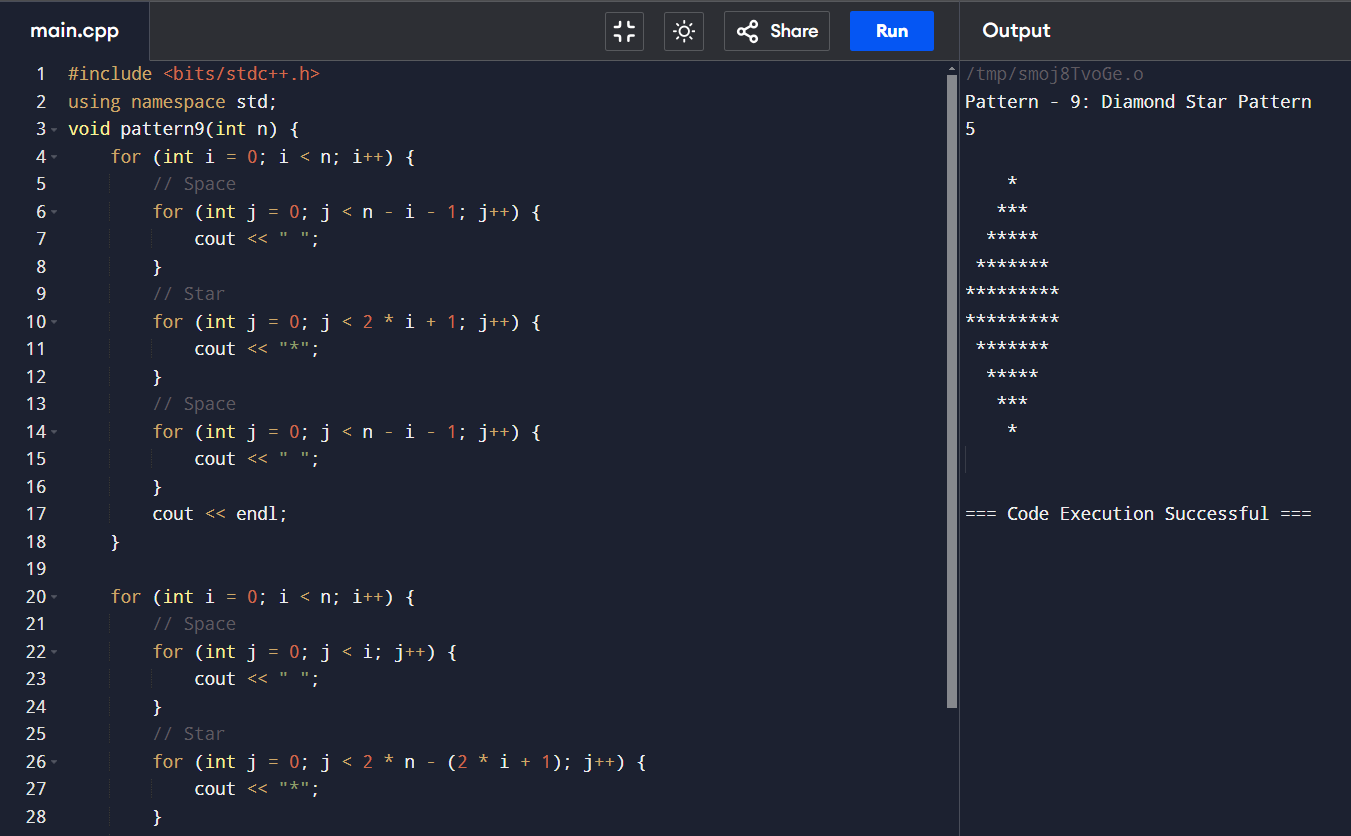 main.cpp
Share
Run
Output
1 #include <bits/stdc++.h>
2 using namespace std;
3 void pattern9(int n) {
4     for (int i = 0; i < n; i++) {
5         // Space
6         for (int j = 0; j < n - i - 1; j++) {
7             cout << " ";
8         }
9         // Star
10         for (int j = 0; j < 2 * i + 1; j++) {
11             cout << "*";
12         }
13         // Space
14         for (int j = 0; j < n - i - 1; j++) {
15             cout << " ";
16         }
17         cout << endl;
18     }
19
20     for (int i = 0; i < n; i++) {
21         // Space
22         for (int j = 0; j < i; j++) {
23             cout << " ";
24         }
25         // Star
26         for (int j = 0; j < 2 * n - (2 * i + 1); j++) {
27             cout << "*";
28         }
/tmp/smoj8TvoGe.o
Pattern - 9: Diamond Star Pattern
5
    *
   ***
  *****
 *******
*********
*********
 *******
  *****
   ***
    *
=== Code Execution Successful ===